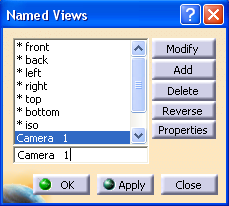 Named Views
* front
* back
* left
* right
* top
* bottom
* iso
Camera 1
Camera 1
Modify
Add
Delete
Reverse
Properties
OK
Apply
Close